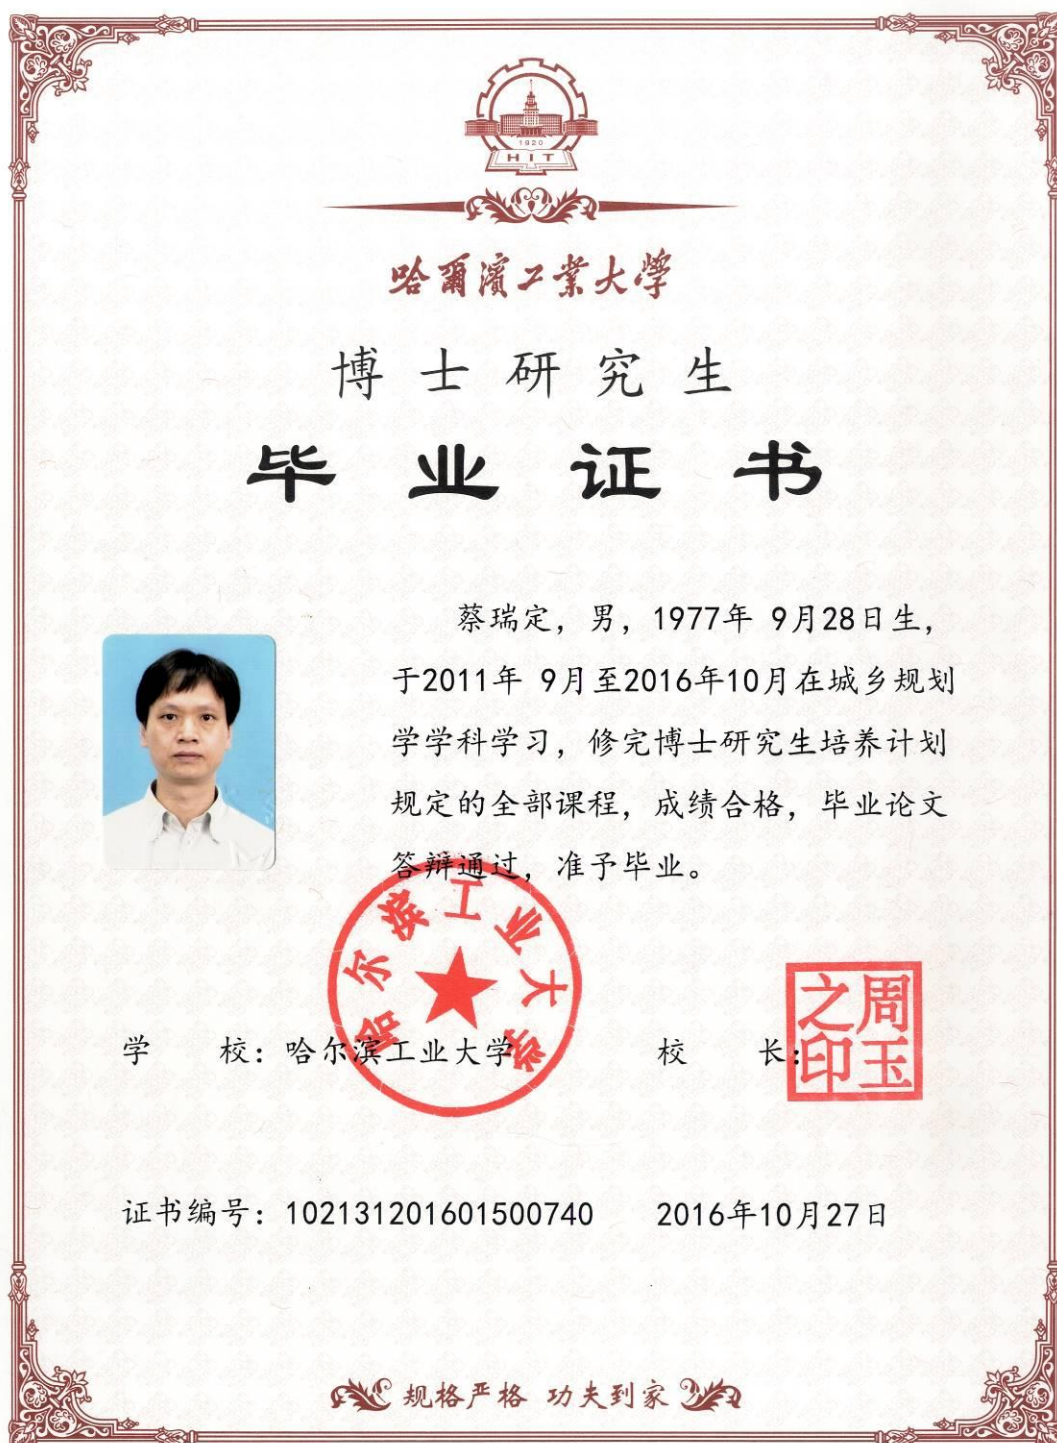 1920
HIT
哈爾濱工業大學
博士研究生
毕业证书
蔡瑞定，男，1977年 9月28日生，
于2011年 9月至2016年10月在城乡规划
学学科学习，修完博士研究生培养计划
规定的全部课程，成绩合格，毕业论文
答辩通过，准予毕业。
哈尔滨工业大学
学 校：哈尔滨工业大学 校 长：
周玉之印
证书编号：102131201601500740 2016年10月27日
规格严格 功夫到家